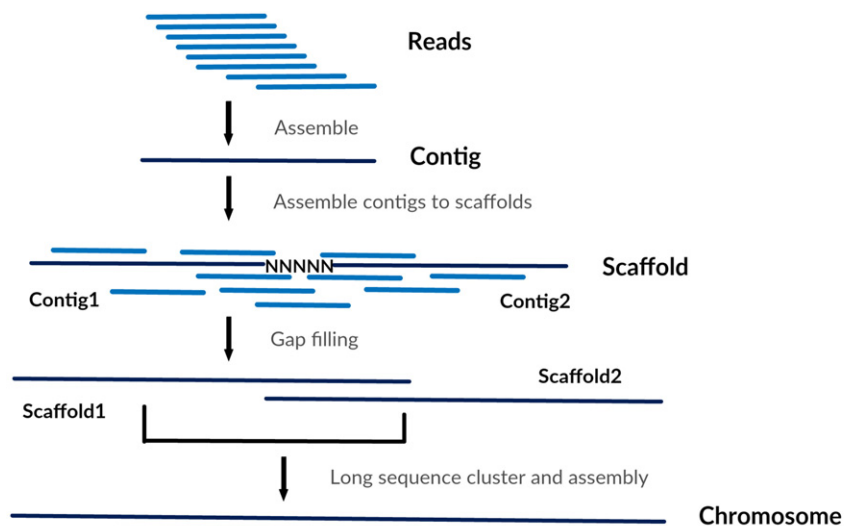 Reads
Assemble
Contig
Assemble contigs to scaffolds
NNNNN
Scaffold
Contig1
Contig2
Gap filling
Scaffold2
Scaffold1
Long sequence cluster and assembly
Chromosome